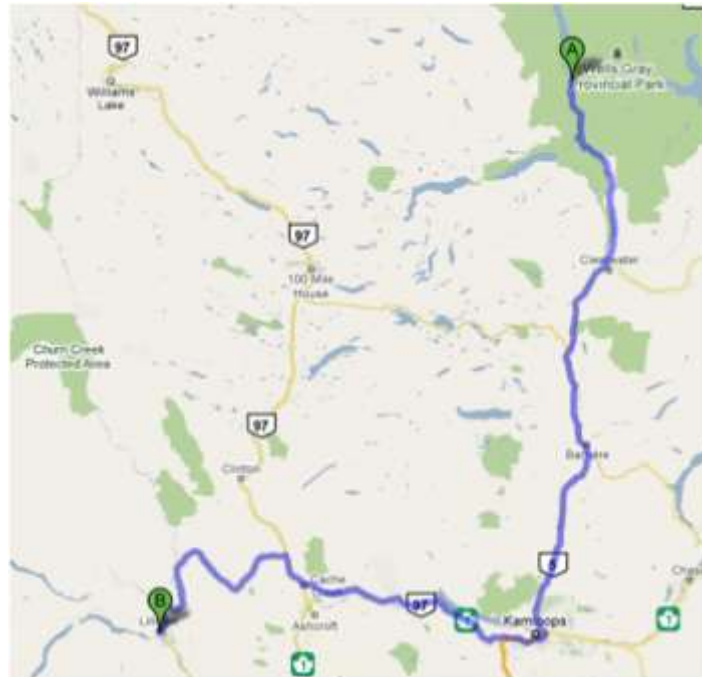 97
Williams
Lake
A
Wells Gray
Provincial Park
97
100 Mile
House
Clearwater
Churn Creek
Protected Area
97
Barriere
Clinton
5
Cache
97
Ashcroft
B
Kamloops
1
1